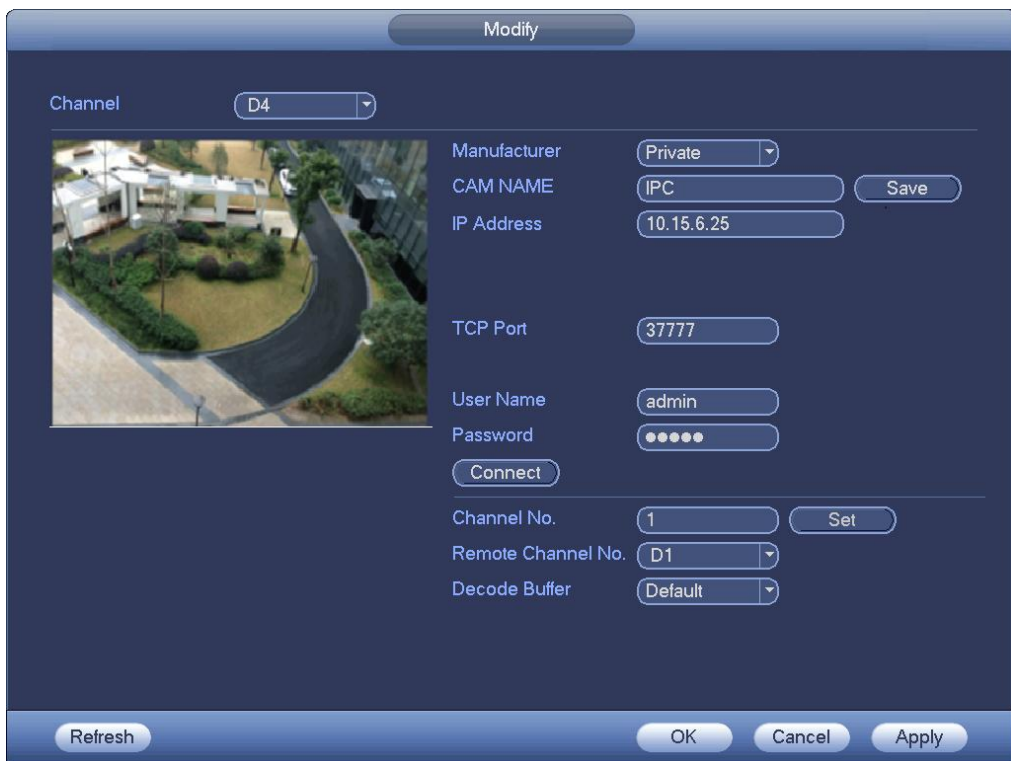 Modify
Channel D4
Manufacturer Private
CAM NAME IPC Save
IP Address 10.15.6.25
TCP Port 37777
User Name admin
Password ●●●●●
Connect
Channel No. 1 Set
Remote Channel No. D1
Decode Buffer Default
Refresh OK Cancel Apply